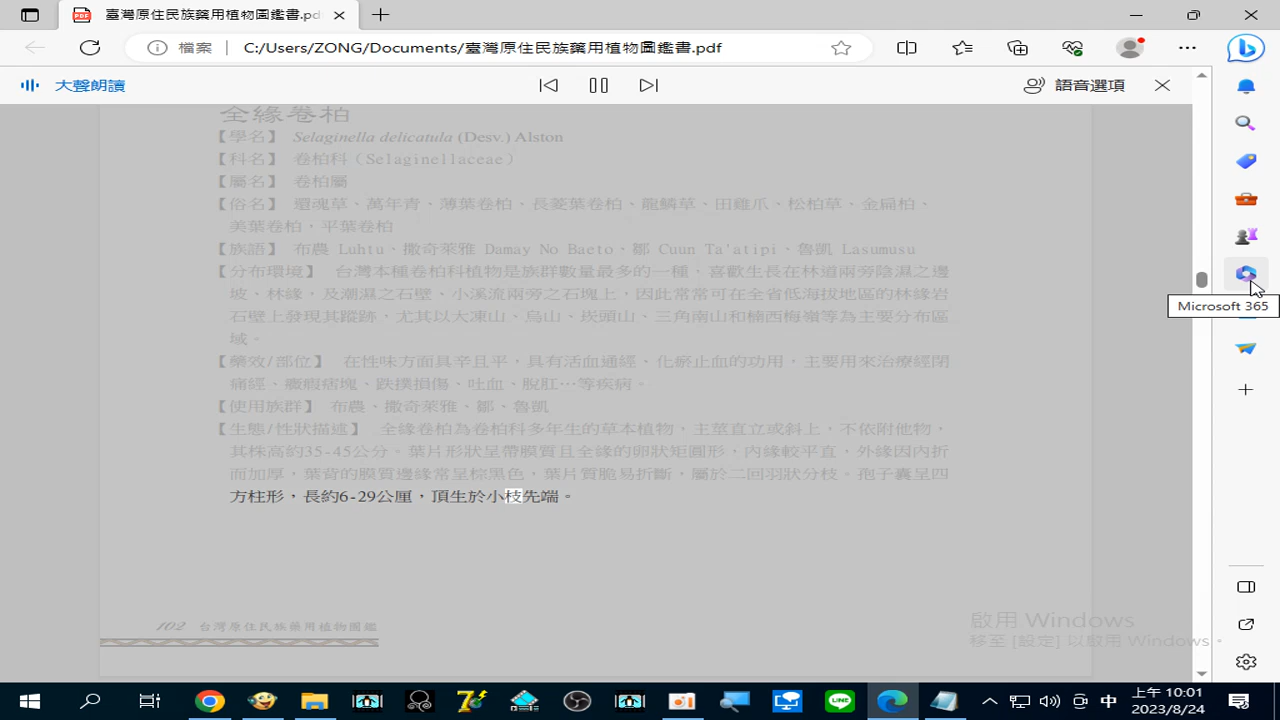 臺灣原住民族藥用植物圖鑑書.pdf
檔案 C:/Users/ZONG/Documents/臺灣原住民族藥用植物圖鑑書.pdf
大聲朗讀
語音選項
全緣卷柏
【學名】 Selaginella delicatula (Desv.) Alston
【科名】 卷柏科（Selaginellaceae）
【屬名】 卷柏屬
【俗名】 還魂草、萬年青、薄葉卷柏、長菱葉卷柏、龍鱗草、田雞爪、松柏草、金扁柏、
美葉卷柏，平葉卷柏
【族語】 布農 Luhtu、撒奇萊雅 Damay No Baeto、鄒 Cuun Ta'atipi、魯凱 Lasumusu
【分布環境】 台灣本種卷柏科植物是族群數量最多的一種，喜歡生長在林道兩旁陰濕之邊
坡、林緣，及潮濕之石壁、小溪流兩旁之石塊上，因此常常可在全省低海拔地區的林緣岩
石壁上發現其蹤跡，尤其以大凍山、烏山、崁頭山、三角南山和楠西梅嶺等為主要分布區
域。
【藥效/部位】 在性味方面具辛且平，具有活血通經、化瘀止血的功用，主要用來治療經閉
痛經、癥瘕痞塊、跌撲損傷、吐血、脫肛…等疾病。
【使用族群】 布農、撒奇萊雅、鄒、魯凱
【生態/性狀描述】 全緣卷柏為卷柏科多年生的草本植物，主莖直立或斜上，不依附他物，
其株高約35-45公分。葉片形狀呈帶膜質且全緣的卵狀矩圓形，內緣較平直，外緣因內折
而加厚，葉背的膜質邊緣常呈棕黑色，葉片質脆易折斷，屬於二回羽狀分枝。孢子囊呈四
方柱形，長約6-29公厘，頂生於小枝先端。
102 台灣原住民族藥用植物圖鑑
Microsoft 365
啟用 Windows
移至 [設定] 以啟用 Windows。
中
上午 10:01
2023/8/24